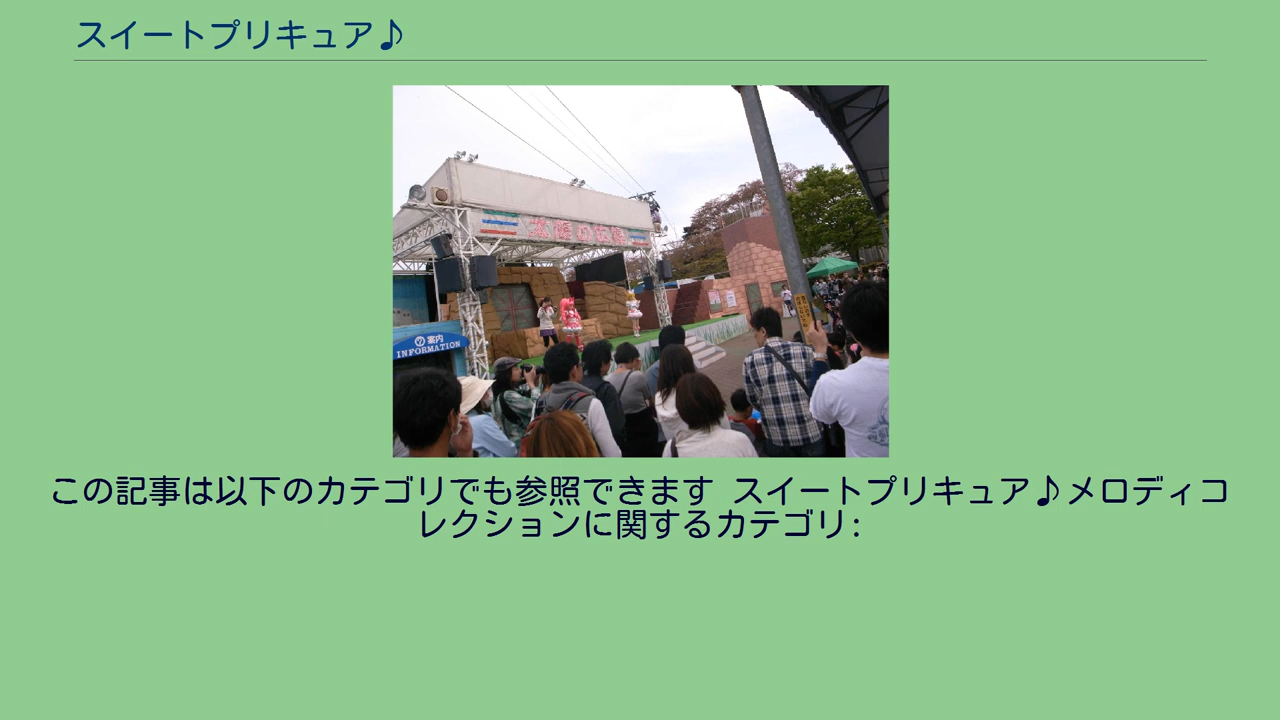 スイートプリキュア♪
案内
INFORMATION
この記事は以下のカテゴリでも参照できます スイートプリキュア♪メロディコ
レクションに関するカテゴリ: